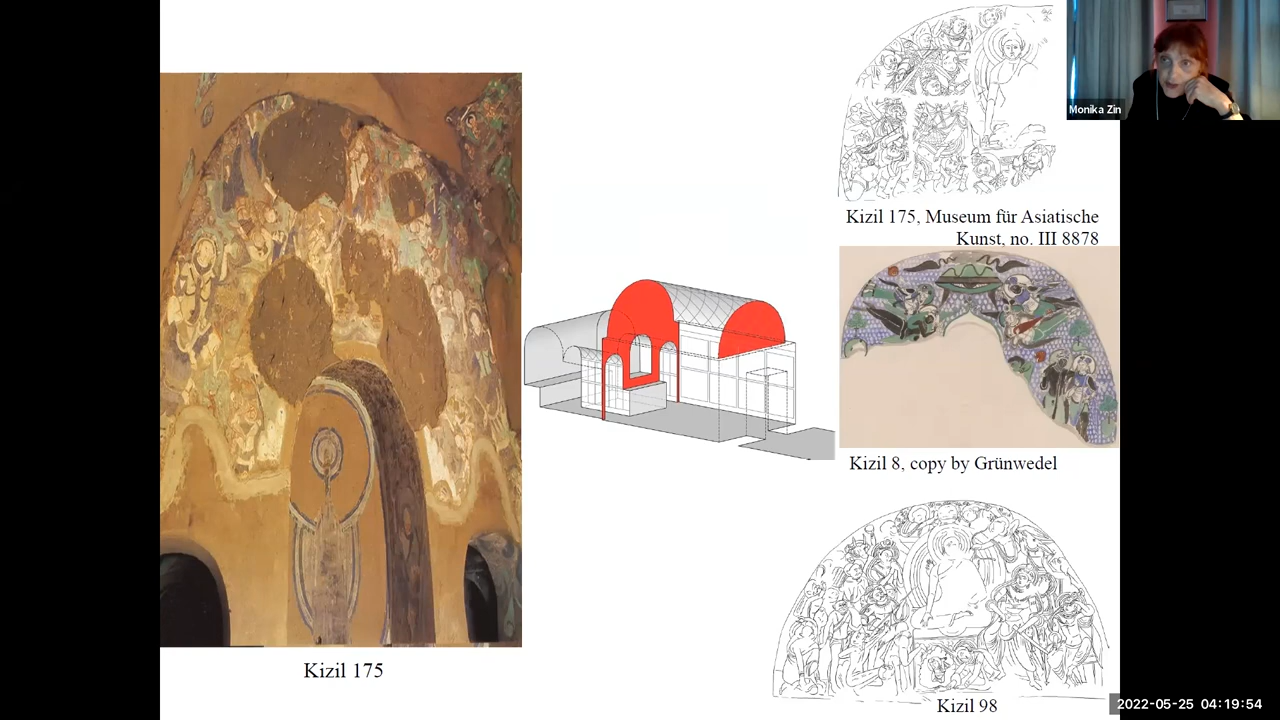 Monika Zin
Kizil 175, Museum für Asiatische
Kunst, no. III 8878
Kizil 8, copy by Grünwedel
Kizil 175
Kizil 98
2022-05-25 04:19:54